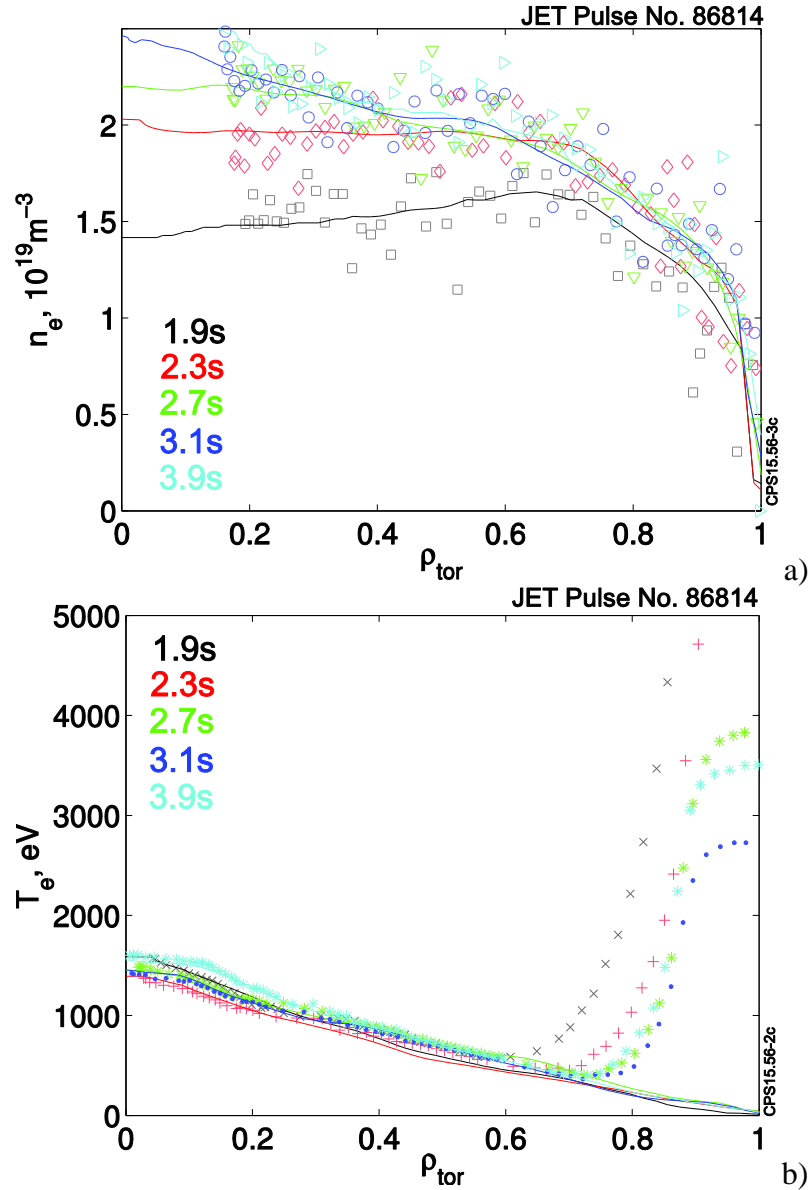 JET Pulse No. 86814
2
1.5
1
0.5
0
n_e, 10^19 m^−3
1.9s
2.3s
2.7s
3.1s
3.9s
CPS15.56-3c
0 0.2 0.4 0.6 0.8 1
ρ_tor
a)
JET Pulse No. 86814
5000
4000
3000
2000
1000
0
T_e, eV
1.9s
2.3s
2.7s
3.1s
3.9s
CPS15.56-2c
0 0.2 0.4 0.6 0.8 1
ρ_tor
b)